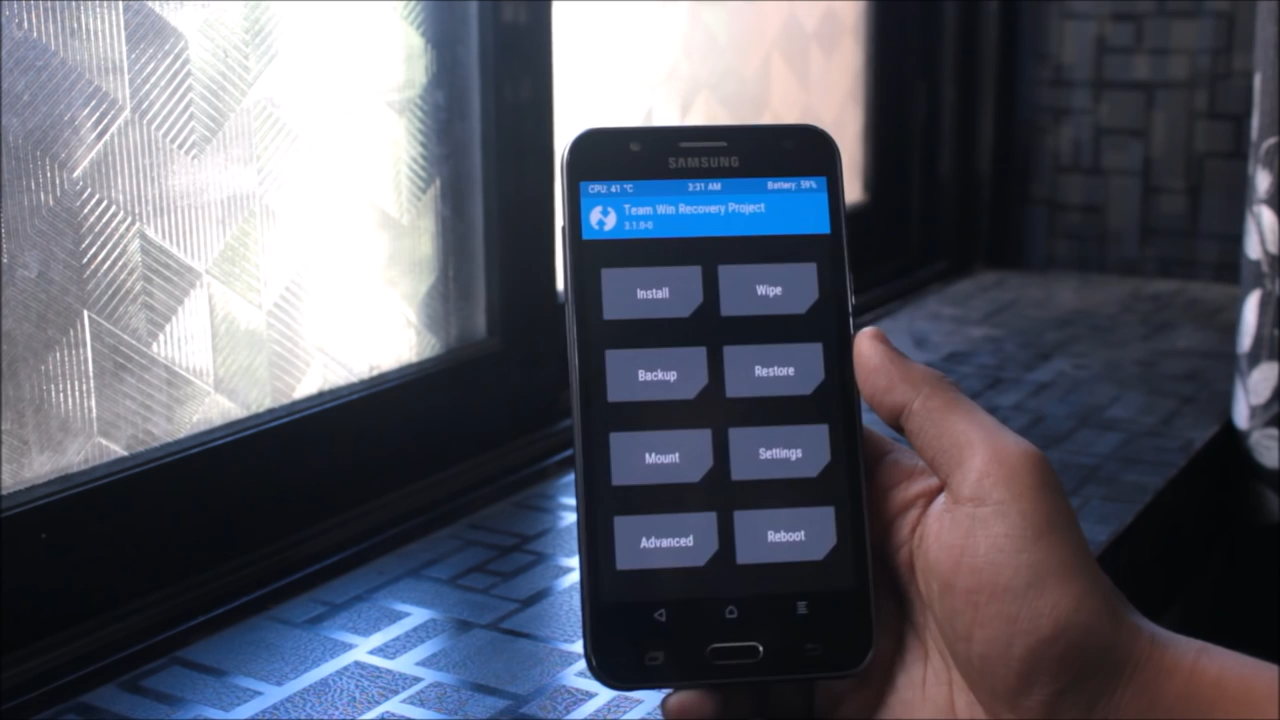 SAMSUNG
CPU: 41 °C 3:31 AM Battery: 59%
Team Win Recovery Project
3.1.0-0
Install Wipe
Backup Restore
Mount Settings
Advanced Reboot